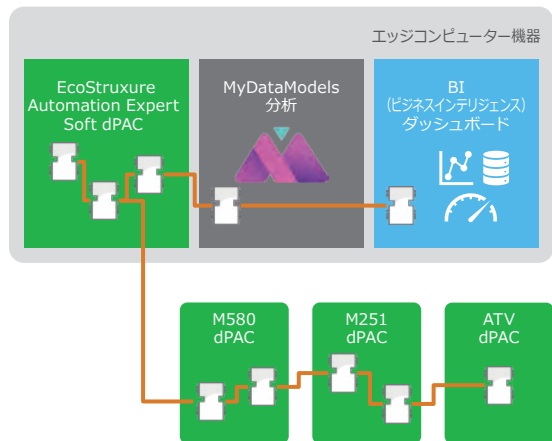 エッジコンピューター機器
EcoStruxure
Automation Expert
Soft dPAC
MyDataModels
分析
BI
(ビジネスインテリジェンス)
ダッシュボード
M580
dPAC
M251
dPAC
ATV
dPAC